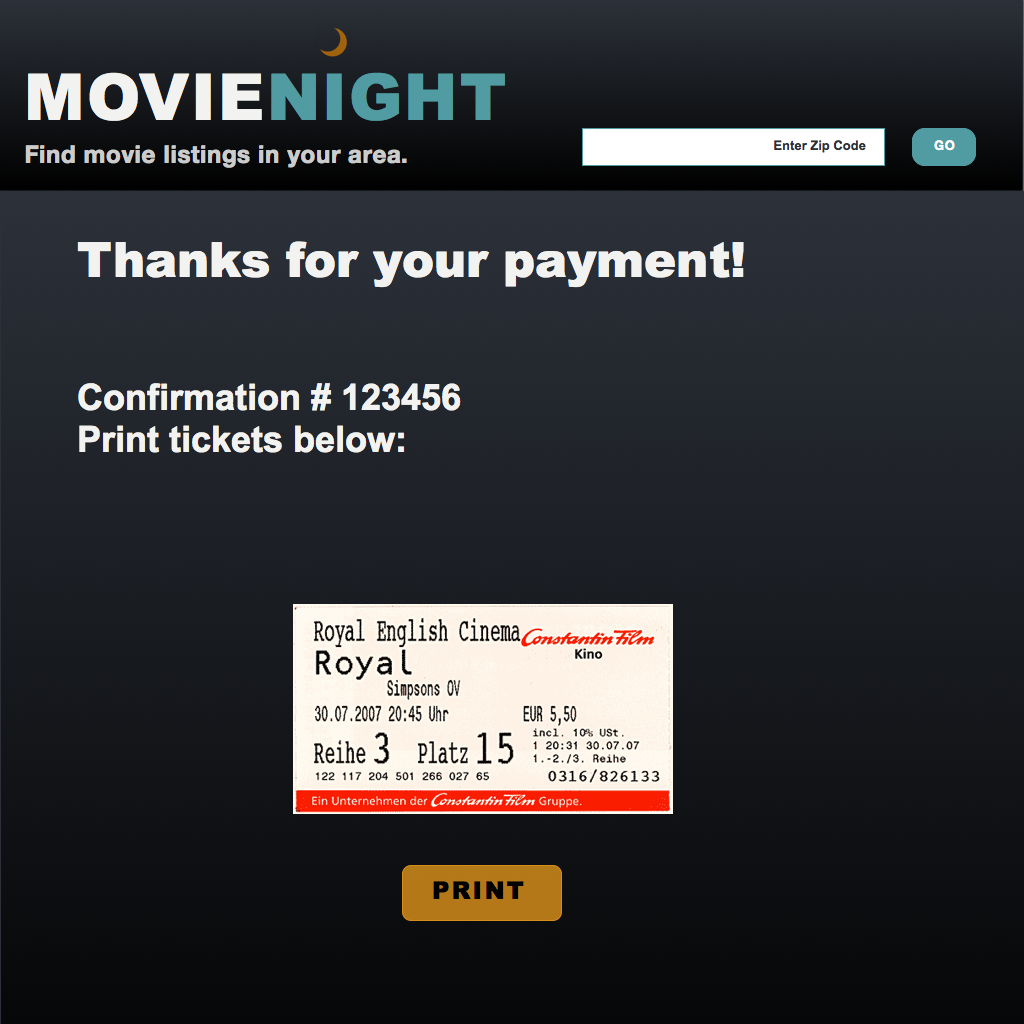 MOVIENIGHT
Find movie listings in your area.
Enter Zip Code
GO
Thanks for your payment!
Confirmation # 123456
Print tickets below:
Royal English Cinema Constantin Film
Kino
Royal
Simpsons OV
30.07.2007 20:45 Uhr EUR 5,50
incl. 10% USt.
1 20:31 30.07.07
Reihe 3 Platz 15 1.-2./3. Reihe
122 117 204 501 266 027 65 0316/826133
Ein Unternehmen der Constantin Film Gruppe.
PRINT